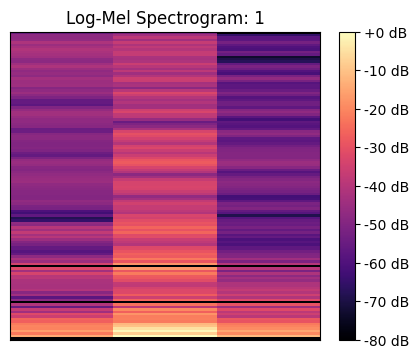 Log-Mel Spectrogram: 1
+0 dB
-10 dB
-20 dB
-30 dB
-40 dB
-50 dB
-60 dB
-70 dB
-80 dB